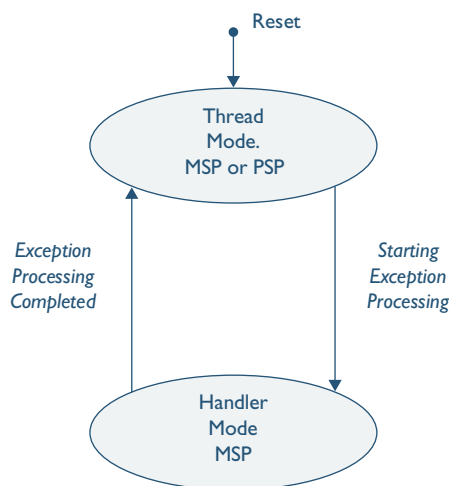 Reset
Thread
Mode.
MSP or PSP
Exception
Processing
Completed
Starting
Exception
Processing
Handler
Mode
MSP